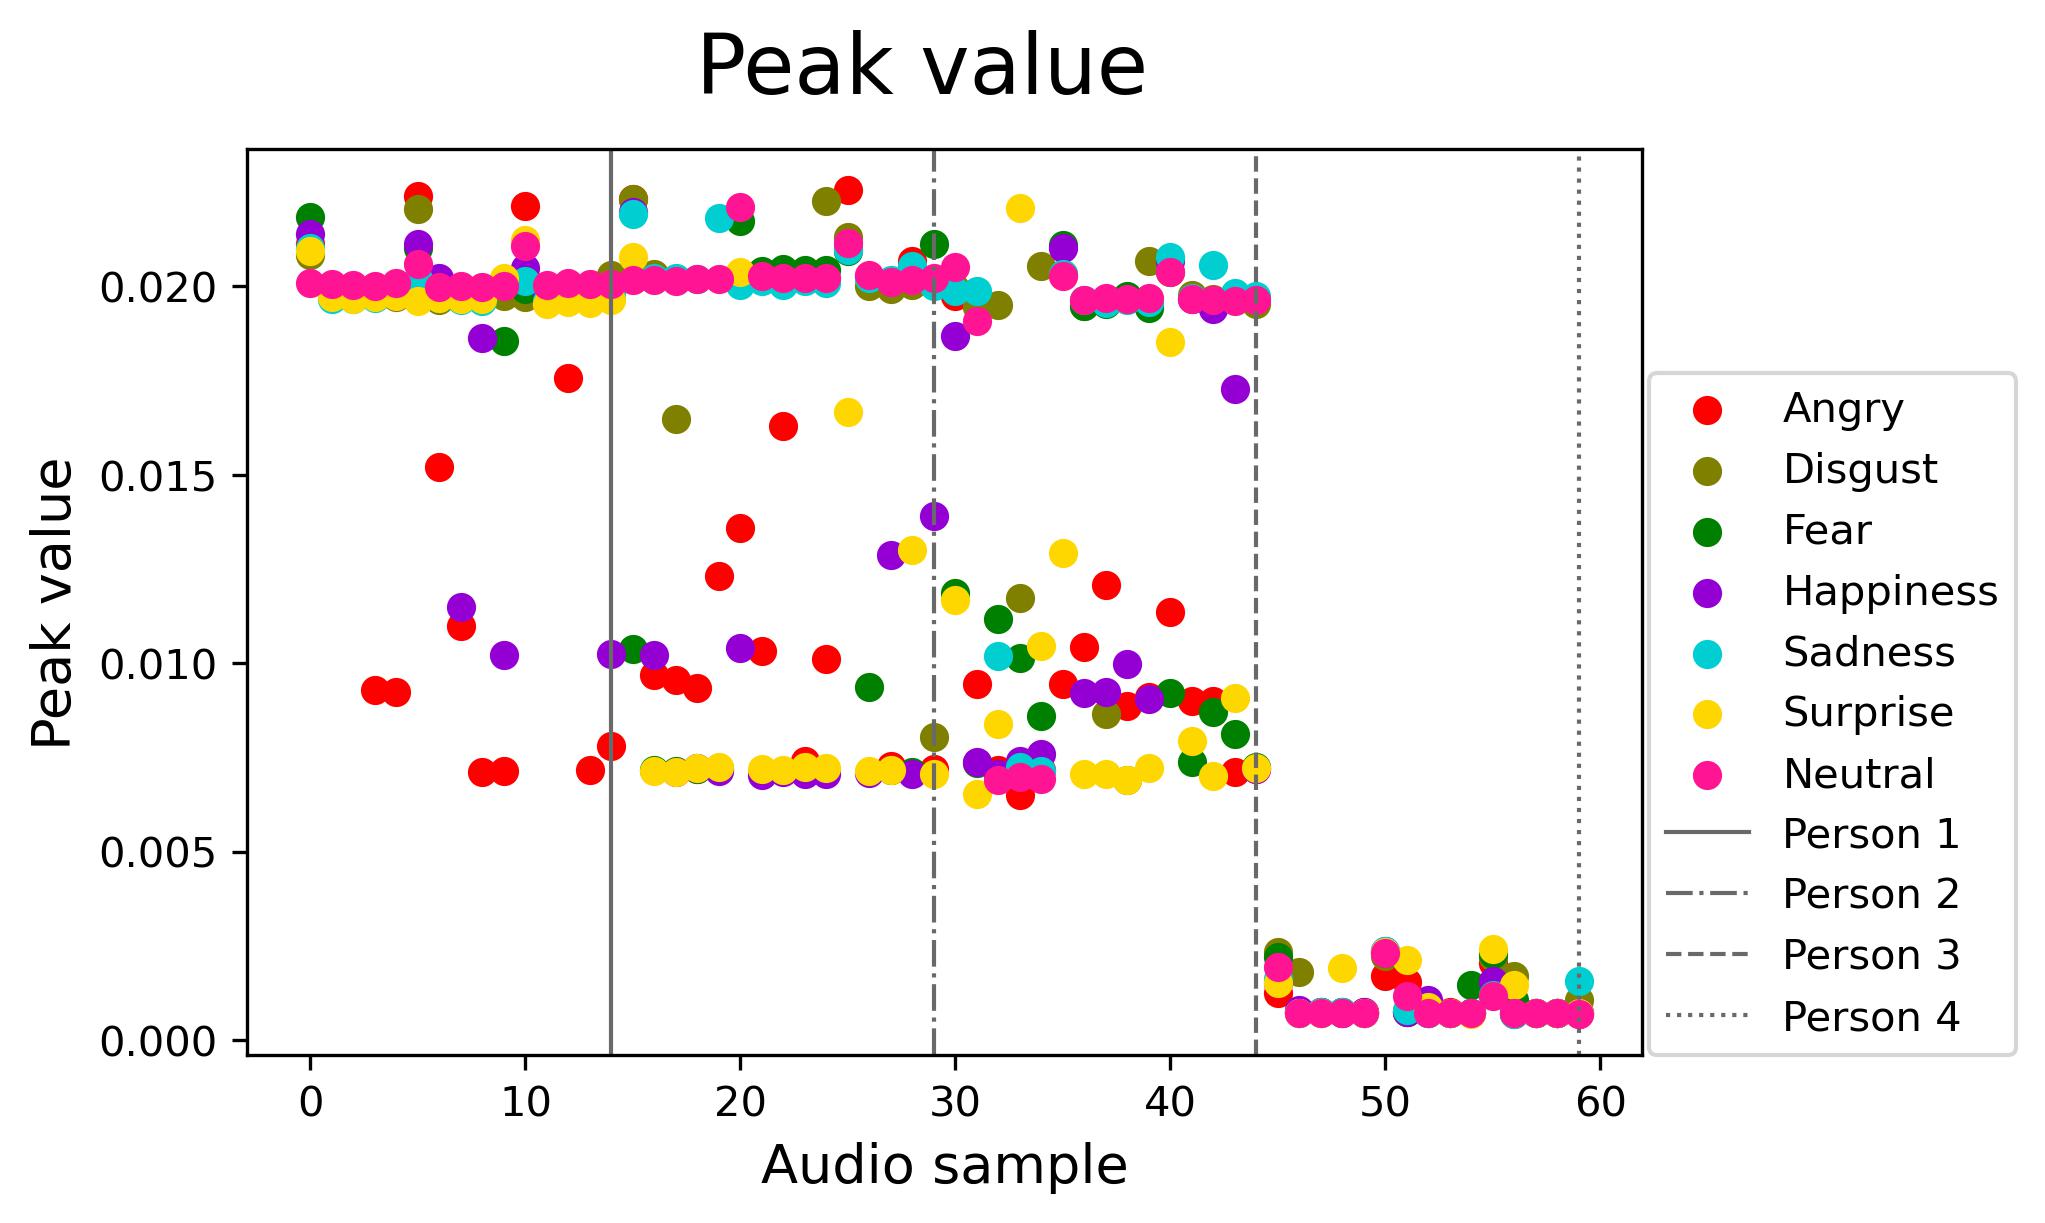 Peak value
Peak value
0.020
0.015
0.010
0.005
0.000
0 10 20 30 40 50 60
Audio sample
Angry
Disgust
Fear
Happiness
Sadness
Surprise
Neutral
Person 1
Person 2
Person 3
Person 4